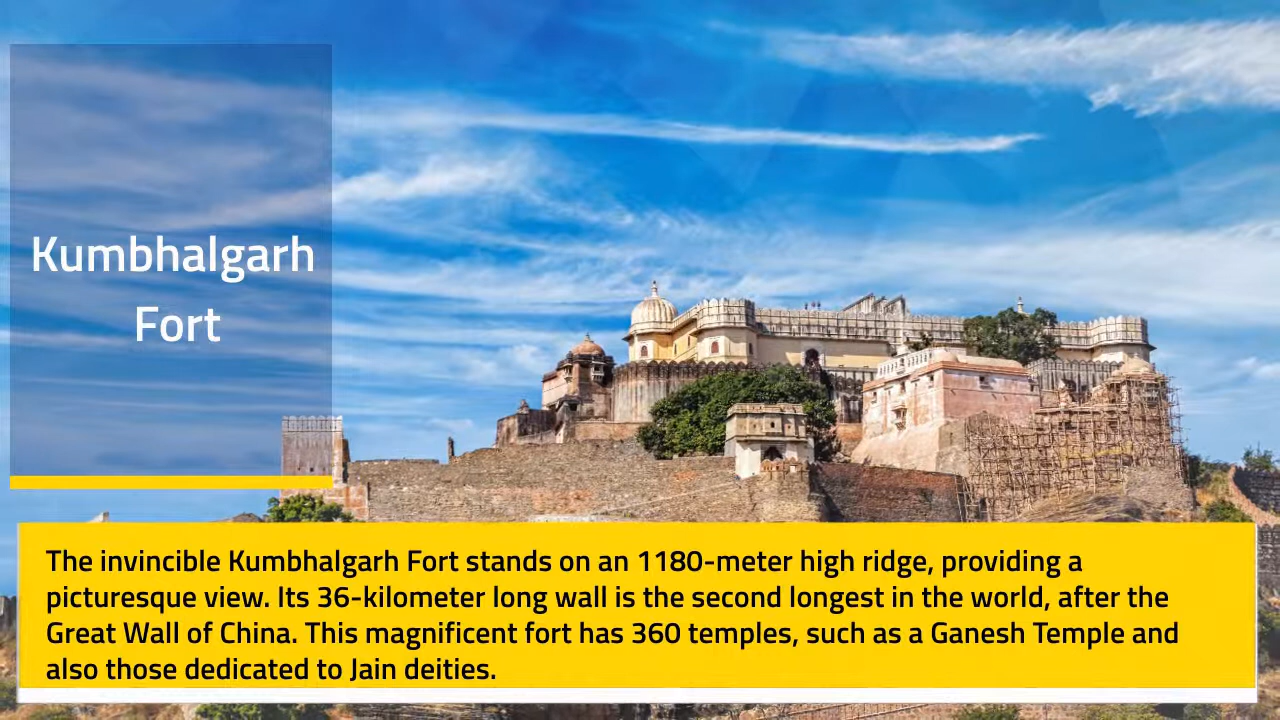 Kumbhalgarh
Fort
The invincible Kumbhalgarh Fort stands on an 1180-meter high ridge, providing a
picturesque view. Its 36-kilometer long wall is the second longest in the world, after the
Great Wall of China. This magnificent fort has 360 temples, such as a Ganesh Temple and
also those dedicated to Jain deities.